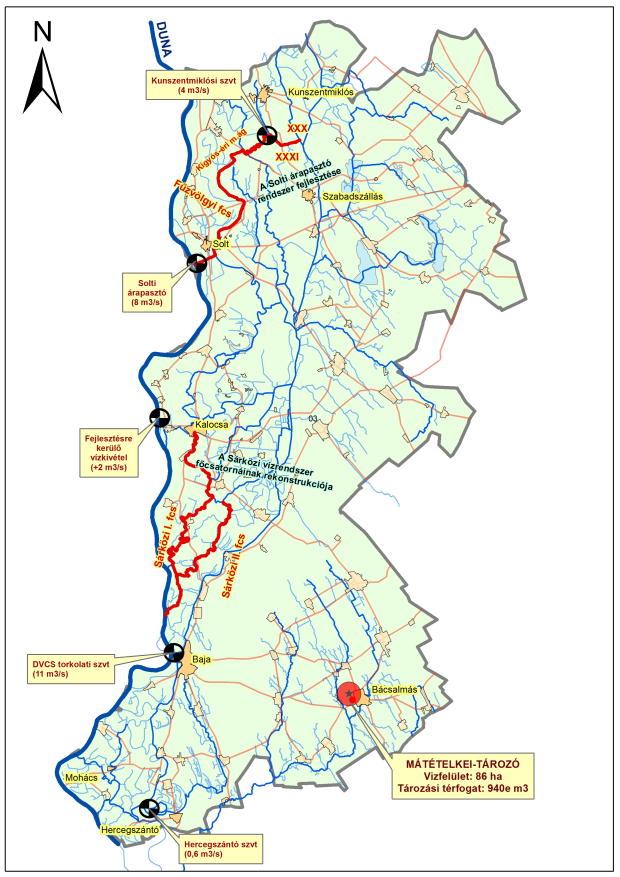 N
DUNA
Kunszentmiklósi szvt
(4 m3/s)
Kunszentmiklós
XXX
Kígyós-éri m.ág
XXXI
A Solti árapasztó
rendszer fejlesztése
Fűzvölgyi fcs
Szabadszállás
Solt
Solti
árapasztó
(8 m3/s)
03
Kalocsa
Fejlesztésre
kerülő
vízkivétel
(+2 m3/s)
A Sárközi vízrendszer
főcsatornáinak rekonstrukciója
Sárközi I. fcs
Sárközi II. fcs
DVCS torkolati szvt
(11 m3/s)
Baja
Bácsalmás
MÁTÉTELKEI-TÁROZÓ
Vízfelület: 86 ha
Tározási térfogat: 940e m3
Mohács
Hercegszántó
Hercegszántó szvt
(0,6 m3/s)